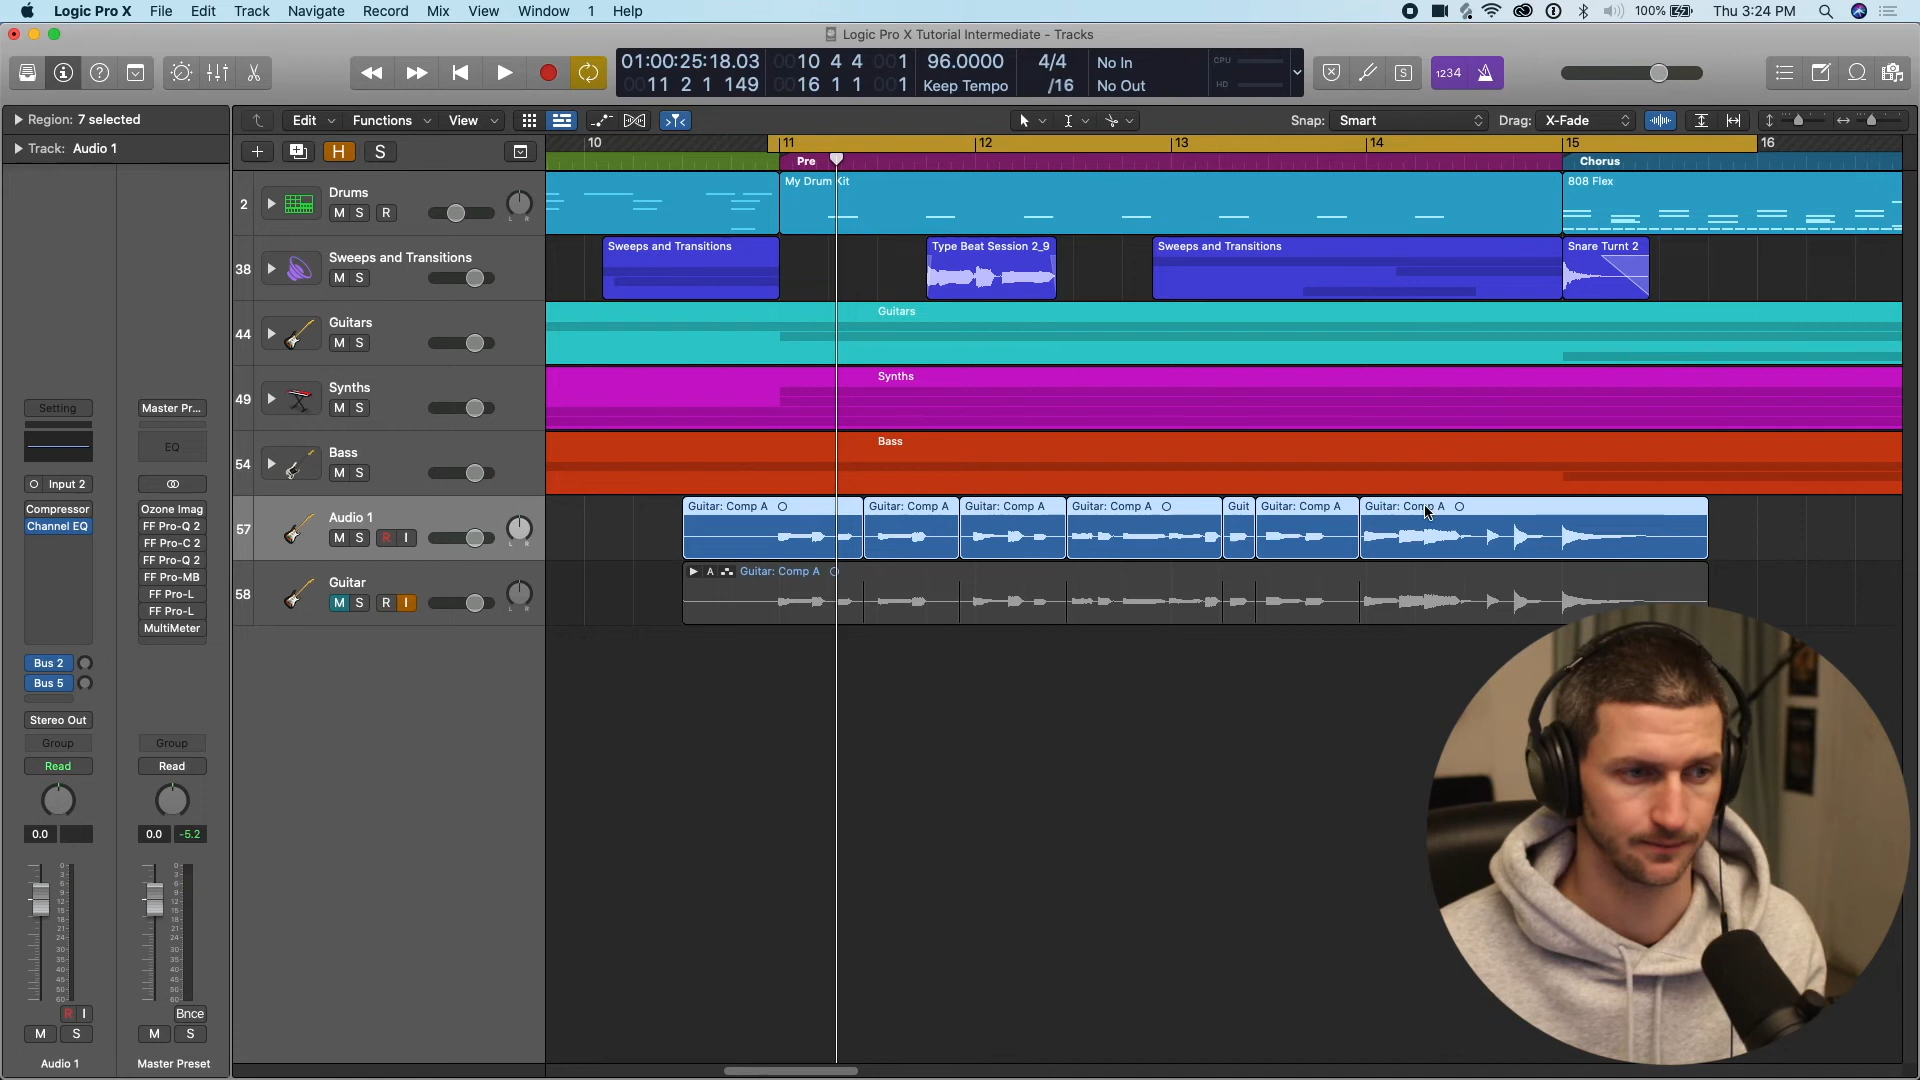 Logic Pro X File Edit Track Navigate Record Mix View Window 1 Help 100% Thu 3:24 PM
Logic Pro X Tutorial Intermediate - Tracks
01:00:25:18.03 0010 4 4 001 96.0000 4/4 No In CPU
0011 2 1 149 0016 1 1 001 Keep Tempo /16 No Out HD
1234
Region: 7 selected
Track: Audio 1
Edit Functions View Snap: Smart Drag: X-Fade
H S
10 11 12 13 14 15 16
Pre Chorus
2 Drums M S R
My Drum Kit 808 Flex
38 Sweeps and Transitions M S
Sweeps and Transitions Type Beat Session 2_9 Sweeps and Transitions Snare Turnt 2
44 Guitars M S
Guitars
49 Synths M S
Synths
54 Bass M S
Bass
57 Audio 1 M S R I
Guitar: Comp A Guitar: Comp A Guitar: Comp A Guitar: Comp A Guit Guitar: Comp A Guitar: Comp A
58 Guitar M S R I
A Guitar: Comp A
Setting Master Pr...
EQ
Input 2
Compressor Ozone Imag
Channel EQ FF Pro-Q 2
FF Pro-C 2
FF Pro-Q 2
FF Pro-MB
FF Pro-L
FF Pro-L
MultiMeter
Bus 2
Bus 5
Stereo Out
Group Group
Read Read
0.0 0.0 -5.2
R I Bnce
M S M S
Audio 1 Master Preset